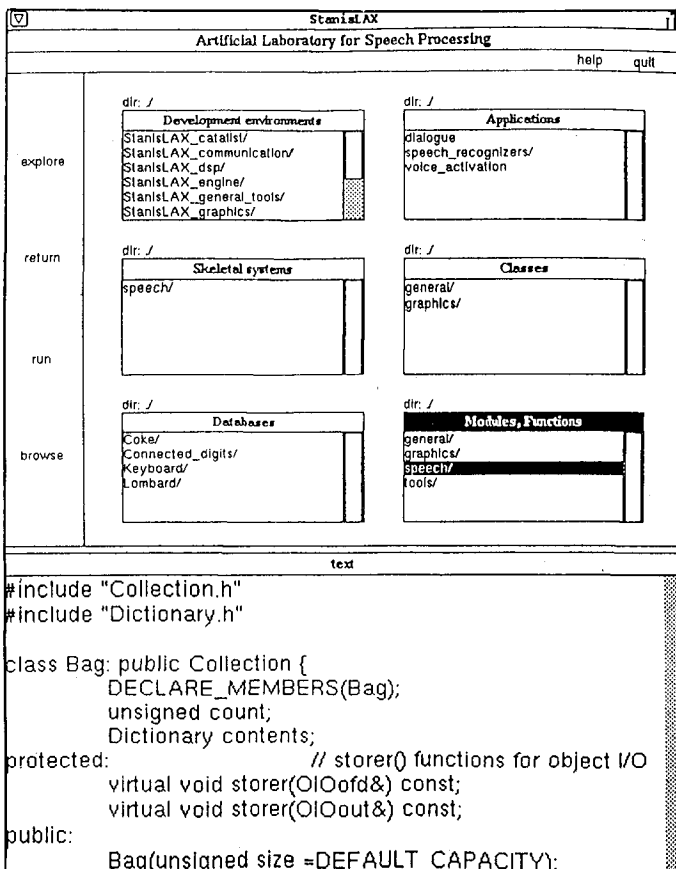 StanisLAX
Artificial Laboratory for Speech Processing
help quit
explore
return
run
browse
dir: ./
Development environments
StanisLAX_catalist/
StanisLAX_communication/
StanisLAX_dsp/
StanisLAX_engine/
StanisLAX_general_tools/
StanisLAX_graphics/
dir: ./
Applications
dialogue
speech_recognizers/
voice_activation
dir: ./
Skeletal systems
speech/
dir: ./
Classes
general/
graphics/
dir: ./
Databases
Coke/
Connected_digits/
Keyboard/
Lombard/
dir: ./
Modules, Functions
general/
graphics/
speech/
tools/
text
#include "Collection.h"
#include "Dictionary.h"
class Bag: public Collection {
DECLARE_MEMBERS(Bag);
unsigned count;
Dictionary contents;
protected: // storer() functions for object I/O
virtual void storer(OIOofd&) const;
virtual void storer(OIOout&) const;
public:
Bag(unsigned size =DEFAULT_CAPACITY);